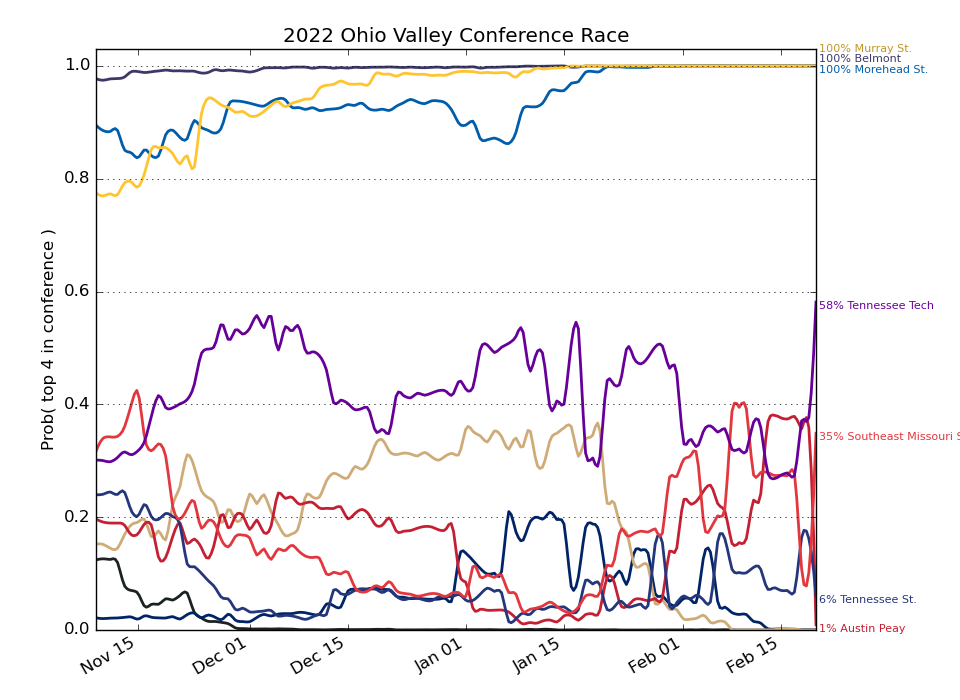 2022 Ohio Valley Conference Race
Prob( top 4 in conference )
1.0
0.8
0.6
0.4
0.2
0.0
Nov 15
Dec 01
Dec 15
Jan 01
Jan 15
Feb 01
Feb 15
100% Murray St.
100% Belmont
100% Morehead St.
58% Tennessee Tech
35% Southeast Missouri S
6% Tennessee St.
1% Austin Peay